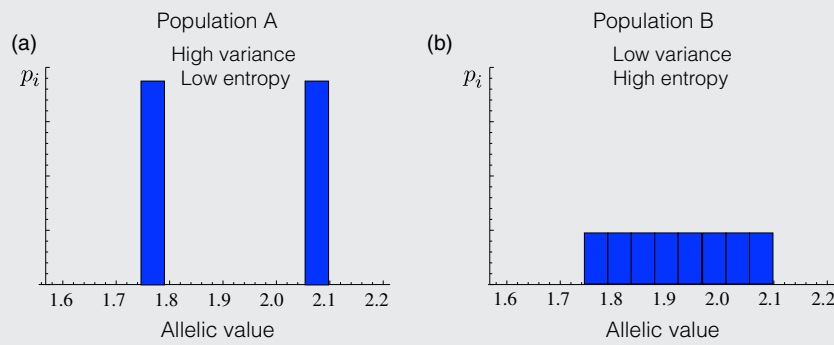 Population A
(a)
High variance
Low entropy
p_i
1.6 1.7 1.8 1.9 2.0 2.1 2.2
Allelic value
Population B
(b)
Low variance
High entropy
p_i
1.6 1.7 1.8 1.9 2.0 2.1 2.2
Allelic value